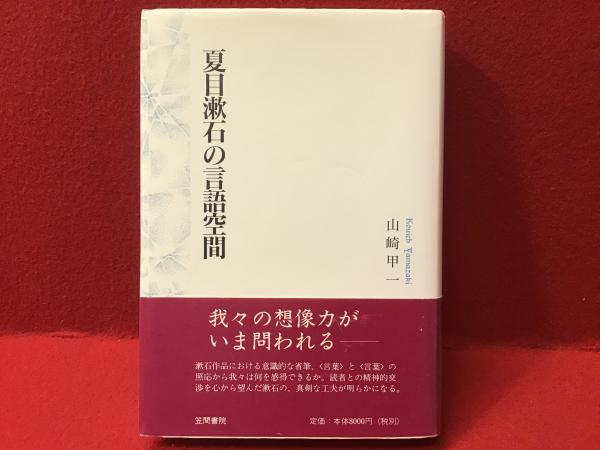 夏目漱石の言語空間
山崎甲一
Kouich Yamazaki
我々の想像力が
いま問われる――
漱石作品における意識的な省筆、〈言葉〉と〈言葉〉の
照応から我々は何を感得できるか。読者との精神的交
渉を心から望んだ漱石の、真剣な工夫が明らかになる。
笠間書院
定価：本体8000円（税別）